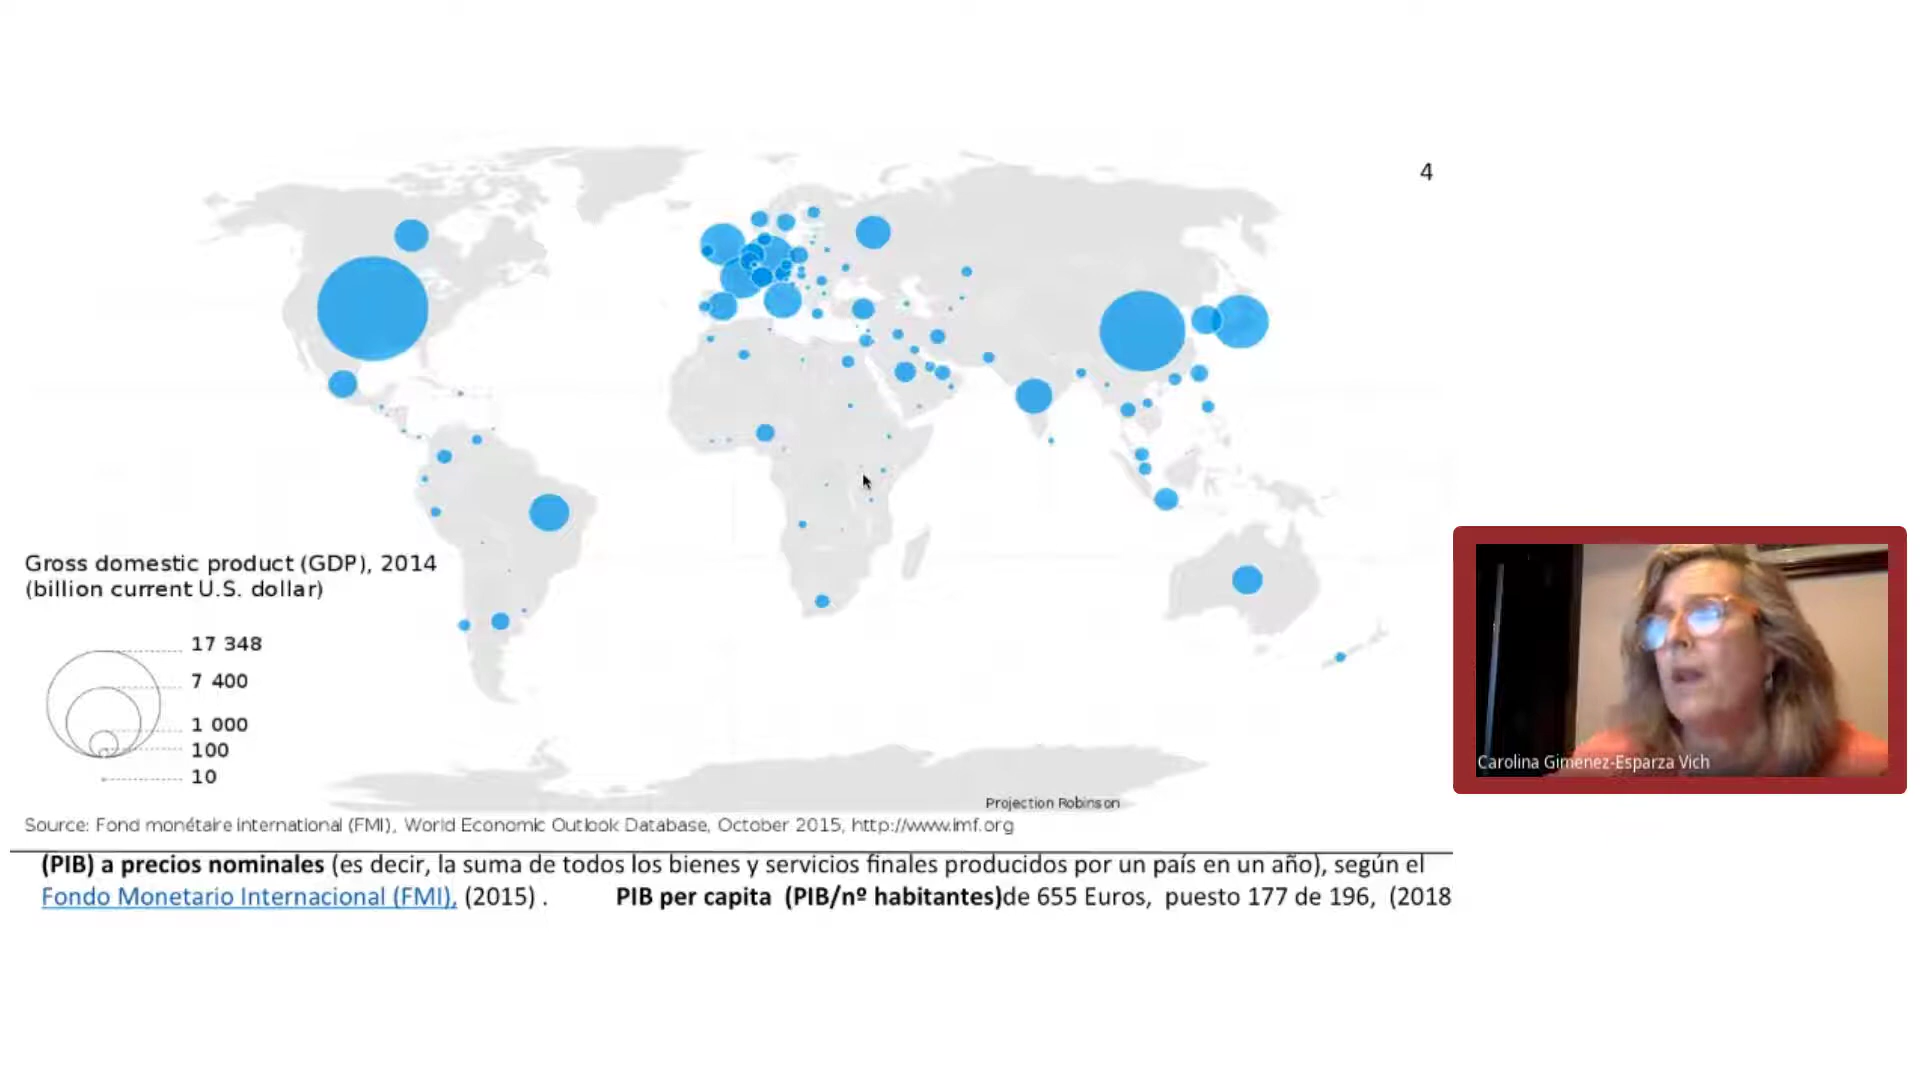 4
Gross domestic product (GDP), 2014
(billion current U.S. dollar)
17 348
7 400
1 000
100
10
Projection Robinson
Source: Fond monétaire international (FMI), World Economic Outlook Database, October 2015, http://www.imf.org
(PIB) a precios nominales (es decir, la suma de todos los bienes y servicios finales producidos por un país en un año), según el
Fondo Monetario Internacional (FMI), (2015) . PIB per capita (PIB/nº habitantes)de 655 Euros, puesto 177 de 196, (2018
Carolina Gimenez-Esparza Vich